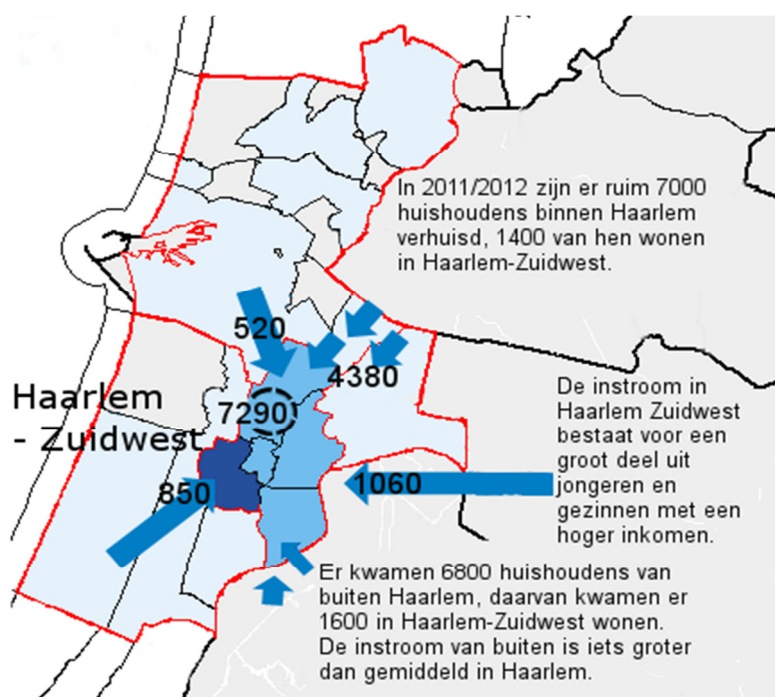 In 2011/2012 zijn er ruim 7000
huishoudens binnen Haarlem
verhuisd, 1400 van hen wonen
in Haarlem-Zuidwest.
520
4380
Haarlem
- Zuidwest
7290
850
1060
De instroom in
Haarlem Zuidwest
bestaat voor een
groot deel uit
jongeren en
gezinnen met een
hoger inkomen.
Er kwamen 6800 huishoudens van
buiten Haarlem, daarvan kwamen er
1600 in Haarlem-Zuidwest wonen.
De instroom van buiten is iets groter
dan gemiddeld in Haarlem.